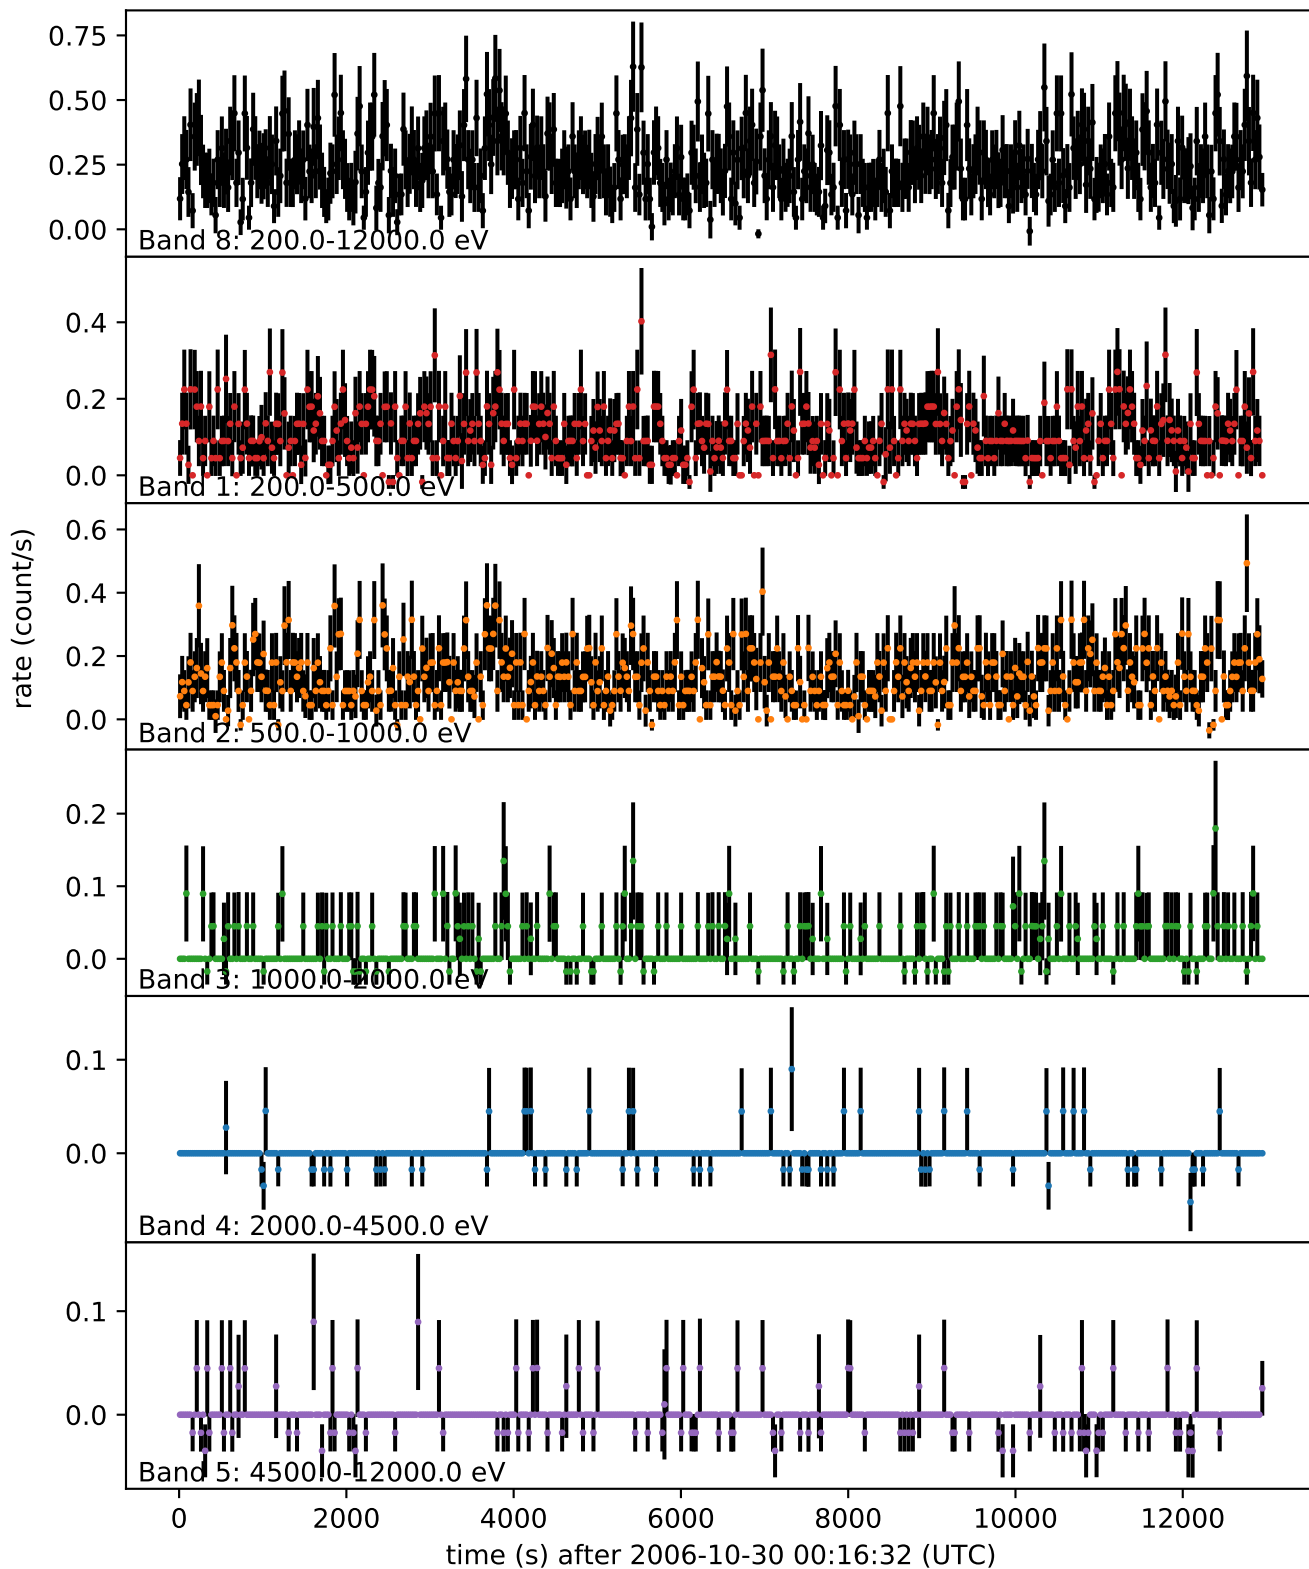 0.75
0.50
0.25
0.00
Band 8: 200.0-12000.0 eV
0.4
0.2
0.0
Band 1: 200.0-500.0 eV
0.6
0.4
0.2
0.0
Band 2: 500.0-1000.0 eV
rate (count/s)
0.2
0.1
0.0
Band 3: 1000.0-2000.0 eV
0.1
0.0
Band 4: 2000.0-4500.0 eV
0.1
0.0
Band 5: 4500.0-12000.0 eV
0 2000 4000 6000 8000 10000 12000
time (s) after 2006-10-30 00:16:32 (UTC)